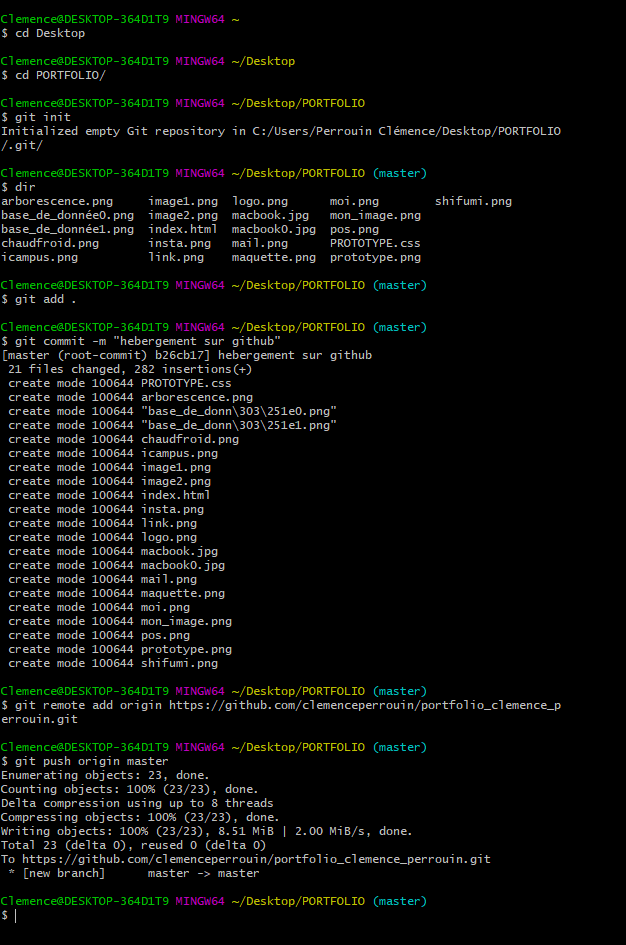 Clemence@DESKTOP-364D1T9 MINGW64 ~
$ cd Desktop
Clemence@DESKTOP-364D1T9 MINGW64 ~/Desktop
$ cd PORTFOLIO/
Clemence@DESKTOP-364D1T9 MINGW64 ~/Desktop/PORTFOLIO
$ git init
Initialized empty Git repository in C:/Users/Perrouin Clémence/Desktop/PORTFOLIO
/.git/
Clemence@DESKTOP-364D1T9 MINGW64 ~/Desktop/PORTFOLIO (master)
$ dir
arborescence.png     image1.png  logo.png      moi.png        shifumi.png
base_de_donnée0.png  image2.png  macbook.jpg   mon_image.png
base_de_donnée1.png  index.html  macbook0.jpg  pos.png
chaudfroid.png       insta.png   mail.png      PROTOTYPE.css
icampus.png          link.png    maquette.png  prototype.png
Clemence@DESKTOP-364D1T9 MINGW64 ~/Desktop/PORTFOLIO (master)
$ git add .
Clemence@DESKTOP-364D1T9 MINGW64 ~/Desktop/PORTFOLIO (master)
$ git commit -m "hebergement sur github"
[master (root-commit) b26cb17] hebergement sur github
 21 files changed, 282 insertions(+)
 create mode 100644 PROTOTYPE.css
 create mode 100644 arborescence.png
 create mode 100644 "base_de_donn\303\251e0.png"
 create mode 100644 "base_de_donn\303\251e1.png"
 create mode 100644 chaudfroid.png
 create mode 100644 icampus.png
 create mode 100644 image1.png
 create mode 100644 image2.png
 create mode 100644 index.html
 create mode 100644 insta.png
 create mode 100644 link.png
 create mode 100644 logo.png
 create mode 100644 macbook.jpg
 create mode 100644 macbook0.jpg
 create mode 100644 mail.png
 create mode 100644 maquette.png
 create mode 100644 moi.png
 create mode 100644 mon_image.png
 create mode 100644 pos.png
 create mode 100644 prototype.png
 create mode 100644 shifumi.png
Clemence@DESKTOP-364D1T9 MINGW64 ~/Desktop/PORTFOLIO (master)
$ git remote add origin https://github.com/clemenceperrouin/portfolio_clemence_p
errouin.git
Clemence@DESKTOP-364D1T9 MINGW64 ~/Desktop/PORTFOLIO (master)
$ git push origin master
Enumerating objects: 23, done.
Counting objects: 100% (23/23), done.
Delta compression using up to 8 threads
Compressing objects: 100% (23/23), done.
Writing objects: 100% (23/23), 8.51 MiB | 2.00 MiB/s, done.
Total 23 (delta 0), reused 0 (delta 0)
To https://github.com/clemenceperrouin/portfolio_clemence_perrouin.git
 * [new branch]      master -> master
Clemence@DESKTOP-364D1T9 MINGW64 ~/Desktop/PORTFOLIO (master)
$